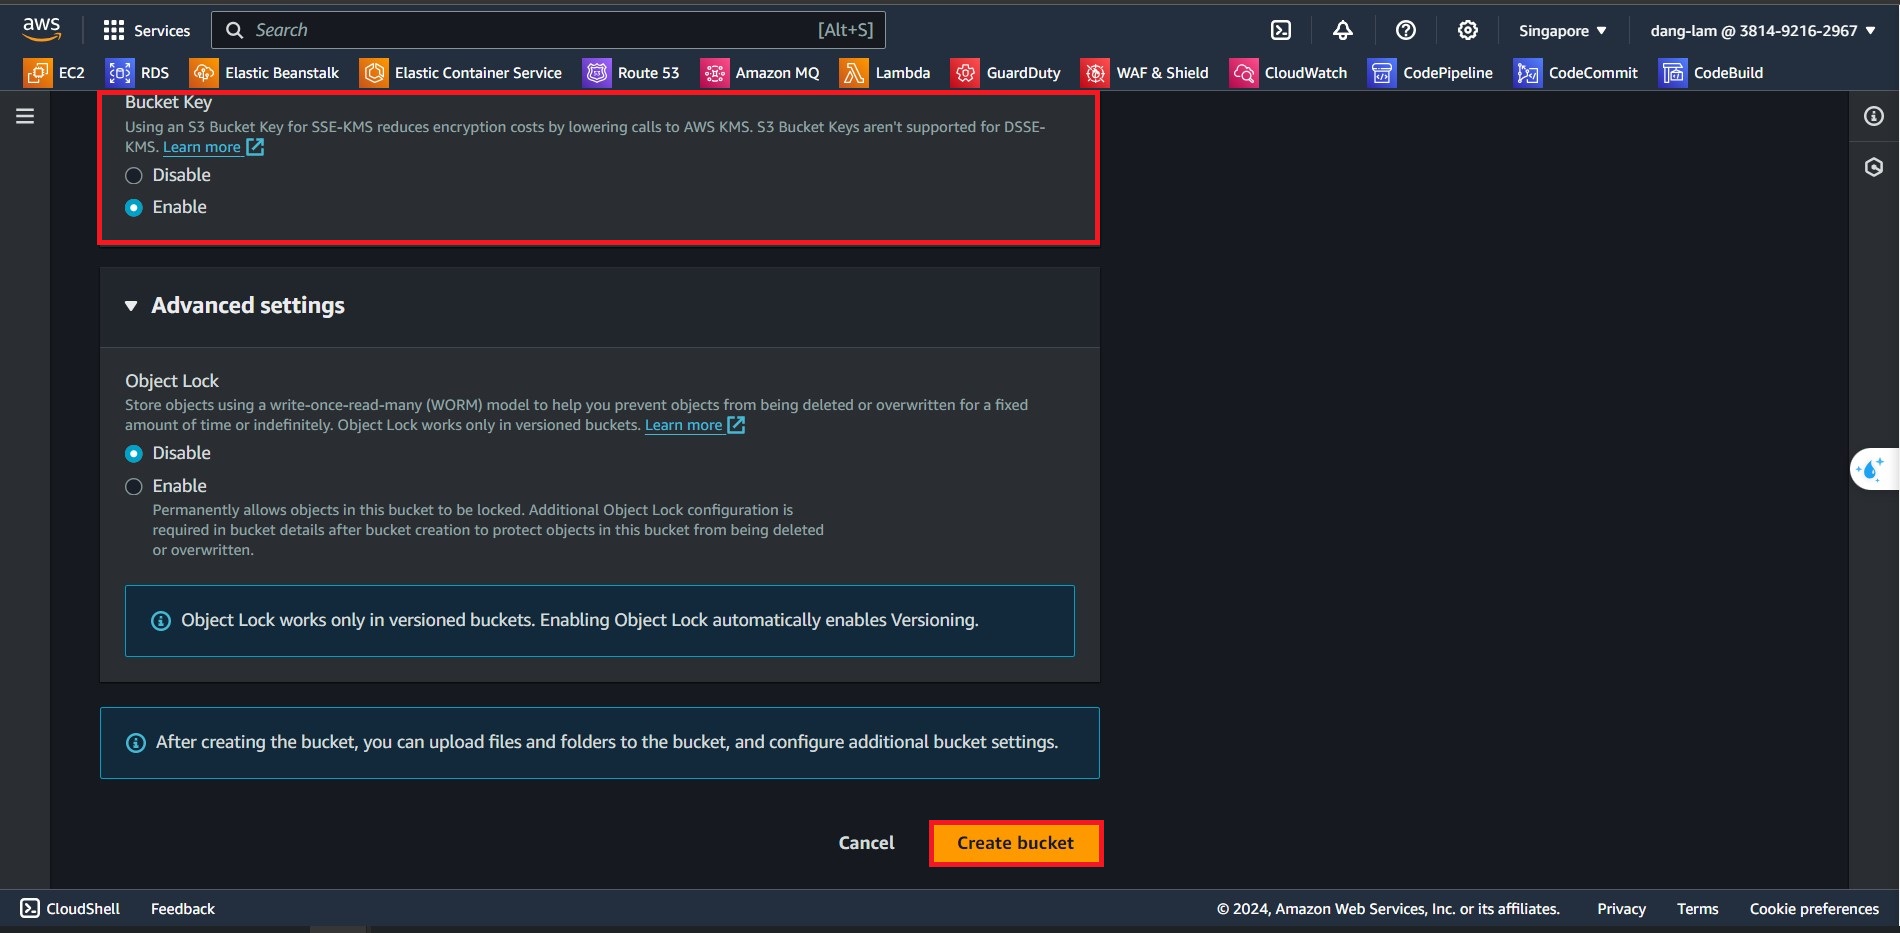 aws
Services
Search
[Alt+S]
Singapore
dang-lam @ 3814-9216-2967
EC2
RDS
Elastic Beanstalk
Elastic Container Service
Route 53
Amazon MQ
Lambda
GuardDuty
WAF & Shield
CloudWatch
CodePipeline
CodeCommit
CodeBuild
Bucket Key
Using an S3 Bucket Key for SSE-KMS reduces encryption costs by lowering calls to AWS KMS. S3 Bucket Keys aren't supported for DSSE-
KMS. Learn more
Disable
Enable
Advanced settings
Object Lock
Store objects using a write-once-read-many (WORM) model to help you prevent objects from being deleted or overwritten for a fixed
amount of time or indefinitely. Object Lock works only in versioned buckets. Learn more
Disable
Enable
Permanently allows objects in this bucket to be locked. Additional Object Lock configuration is
required in bucket details after bucket creation to protect objects in this bucket from being deleted
or overwritten.
Object Lock works only in versioned buckets. Enabling Object Lock automatically enables Versioning.
After creating the bucket, you can upload files and folders to the bucket, and configure additional bucket settings.
Cancel
Create bucket
CloudShell
Feedback
© 2024, Amazon Web Services, Inc. or its affiliates.
Privacy
Terms
Cookie preferences